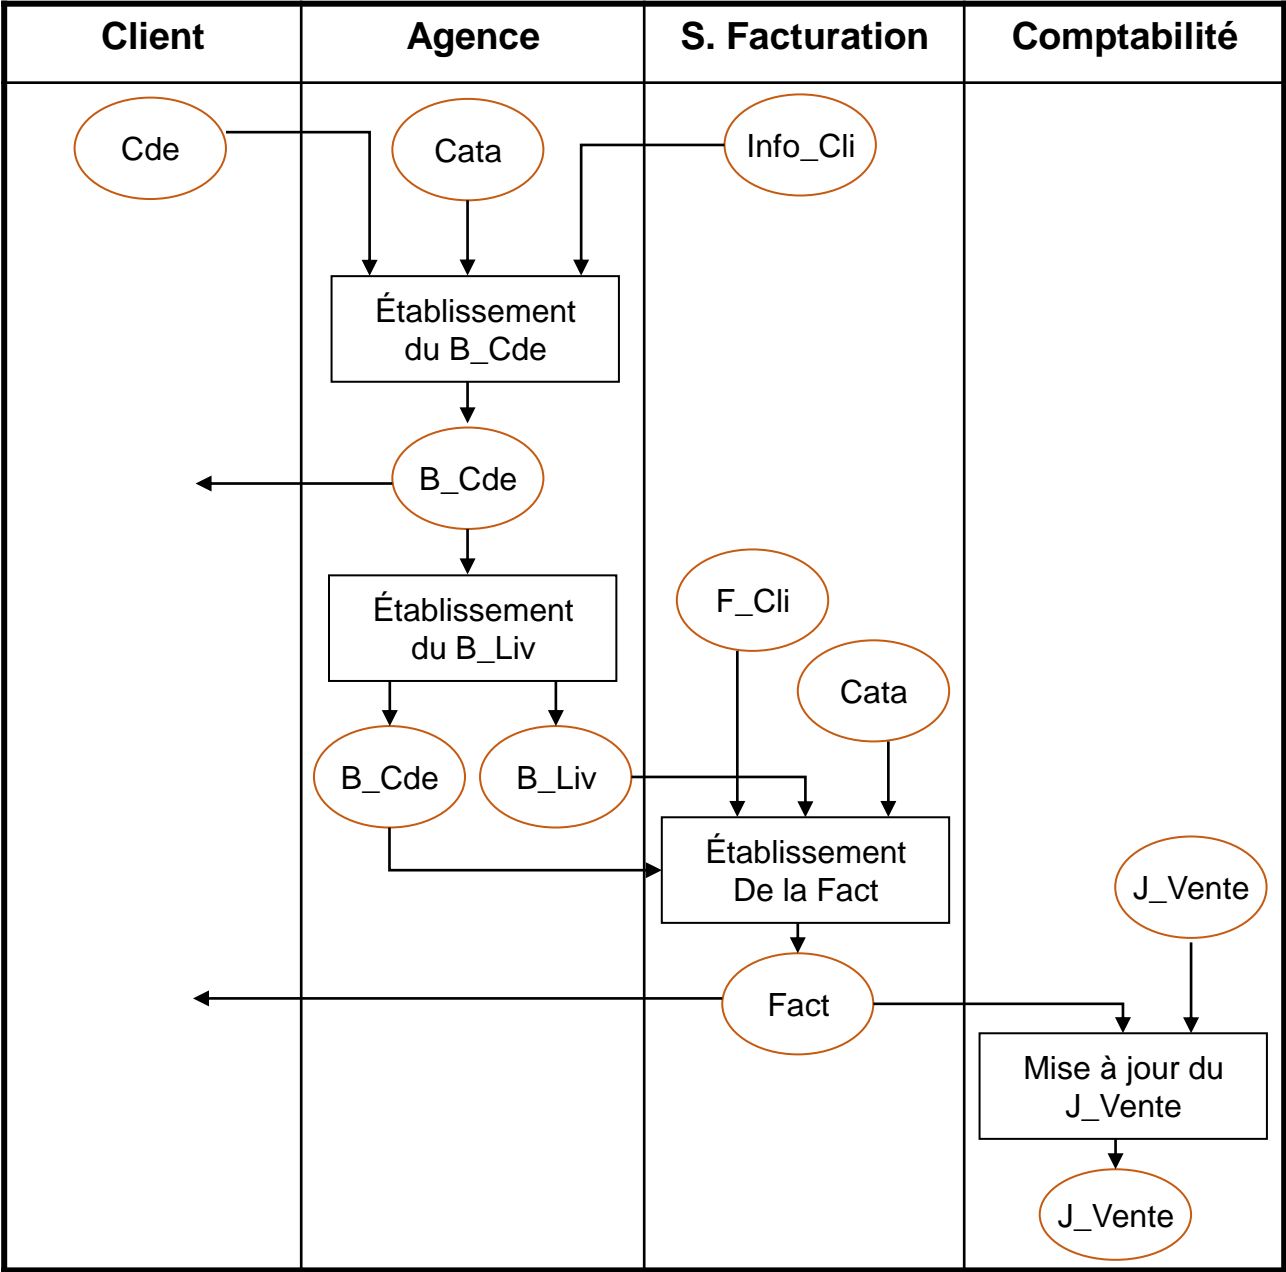 Client
Agence
S. Facturation
Comptabilité
Cde
Cata
Info_Cli
Établissement
du B_Cde
B_Cde
Établissement
du B_Liv
F_Cli
Cata
B_Cde
B_Liv
Établissement
De la Fact
J_Vente
Fact
Mise à jour du
J_Vente
J_Vente